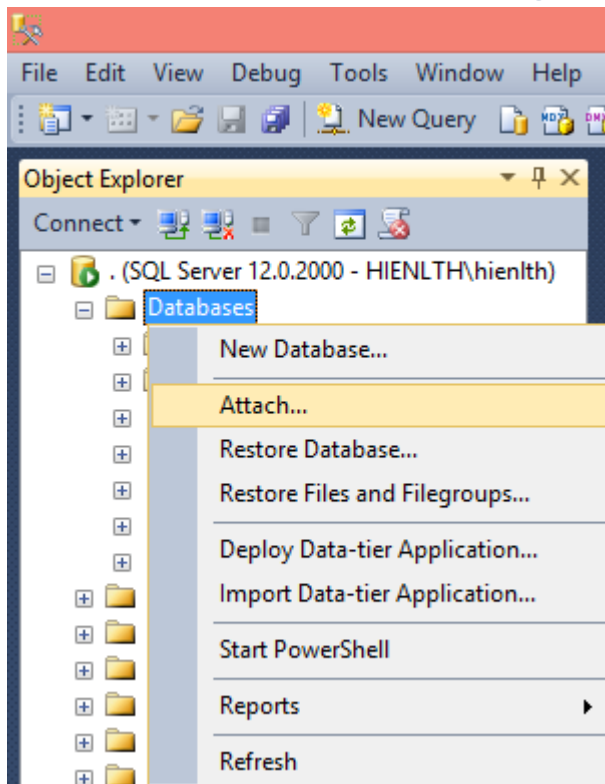 File Edit View Debug Tools Window Help
New Query
Object Explorer
Connect
. (SQL Server 12.0.2000 - HIENLTH\hienlth)
Databases
New Database...
Attach...
Restore Database...
Restore Files and Filegroups...
Deploy Data-tier Application...
Import Data-tier Application...
Start PowerShell
Reports
Refresh